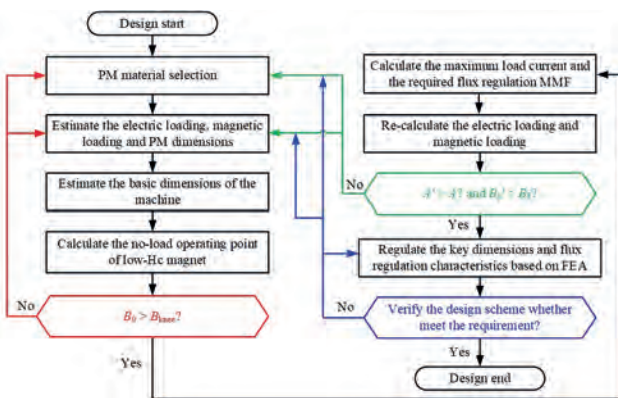 Design start
PM material selection
Estimate the electric loading, magnetic
loading and PM dimensions
Estimate the basic dimensions of the
machine
Calculate the no-load operating point
of low-Hc magnet
No
B₀ > Bknee?
Yes
Calculate the maximum load current and
the required flux regulation MMF
Re-calculate the electric loading and
magnetic loading
No
and
Yes
Regulate the key dimensions and flux
regulation characteristics based on FEA
No
Verify the design scheme whether
meet the requirement?
Yes
Design end